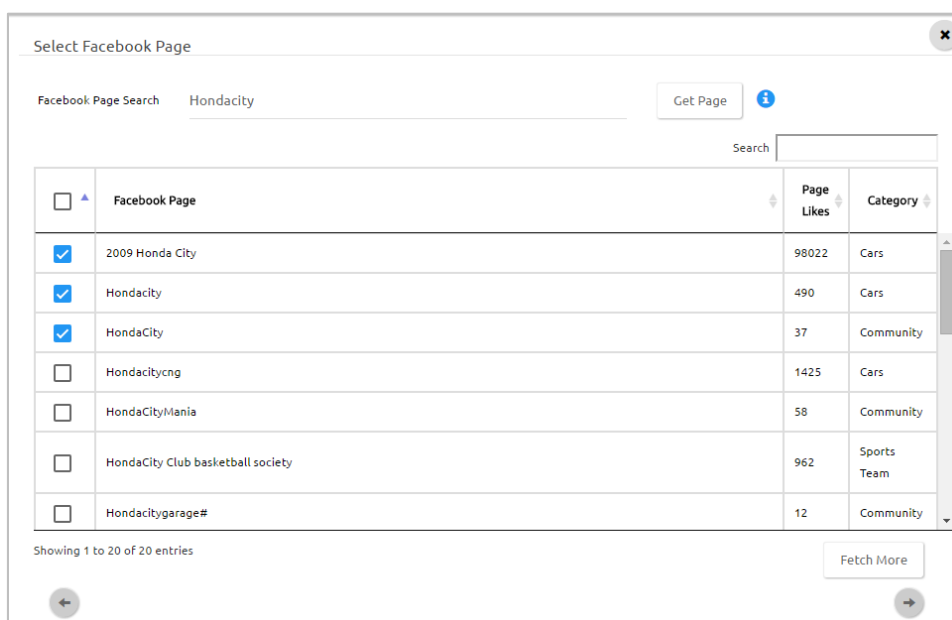 Select Facebook Page
Facebook Page Search Hondacity Get Page
Search
Facebook Page Page Likes Category
2009 Honda City 98022 Cars
Hondacity 490 Cars
HondaCity 37 Community
Hondacitycng 1425 Cars
HondaCityMania 58 Community
HondaCity Club basketball society 962 Sports Team
Hondacitygarage# 12 Community
Showing 1 to 20 of 20 entries
Fetch More